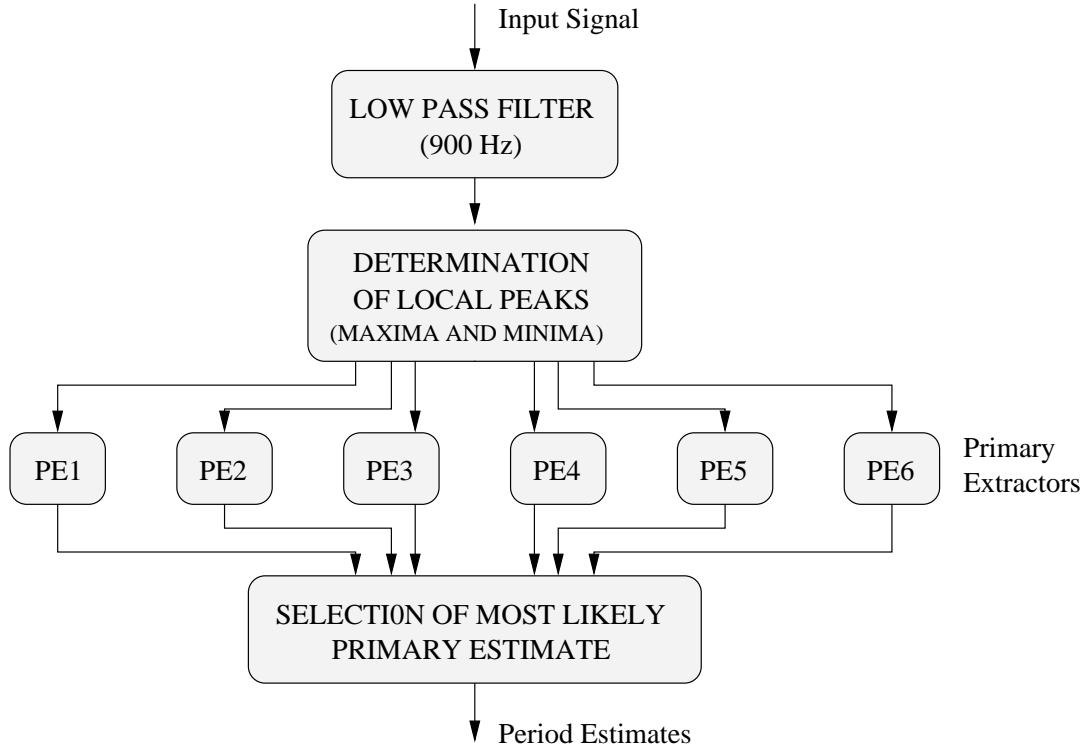 Input Signal
LOW PASS FILTER
(900 Hz)
DETERMINATION
OF LOCAL PEAKS
(MAXIMA AND MINIMA)
PE1
PE2
PE3
PE4
PE5
PE6
Primary
Extractors
SELECTI0N OF MOST LIKELY
PRIMARY ESTIMATE
Period Estimates